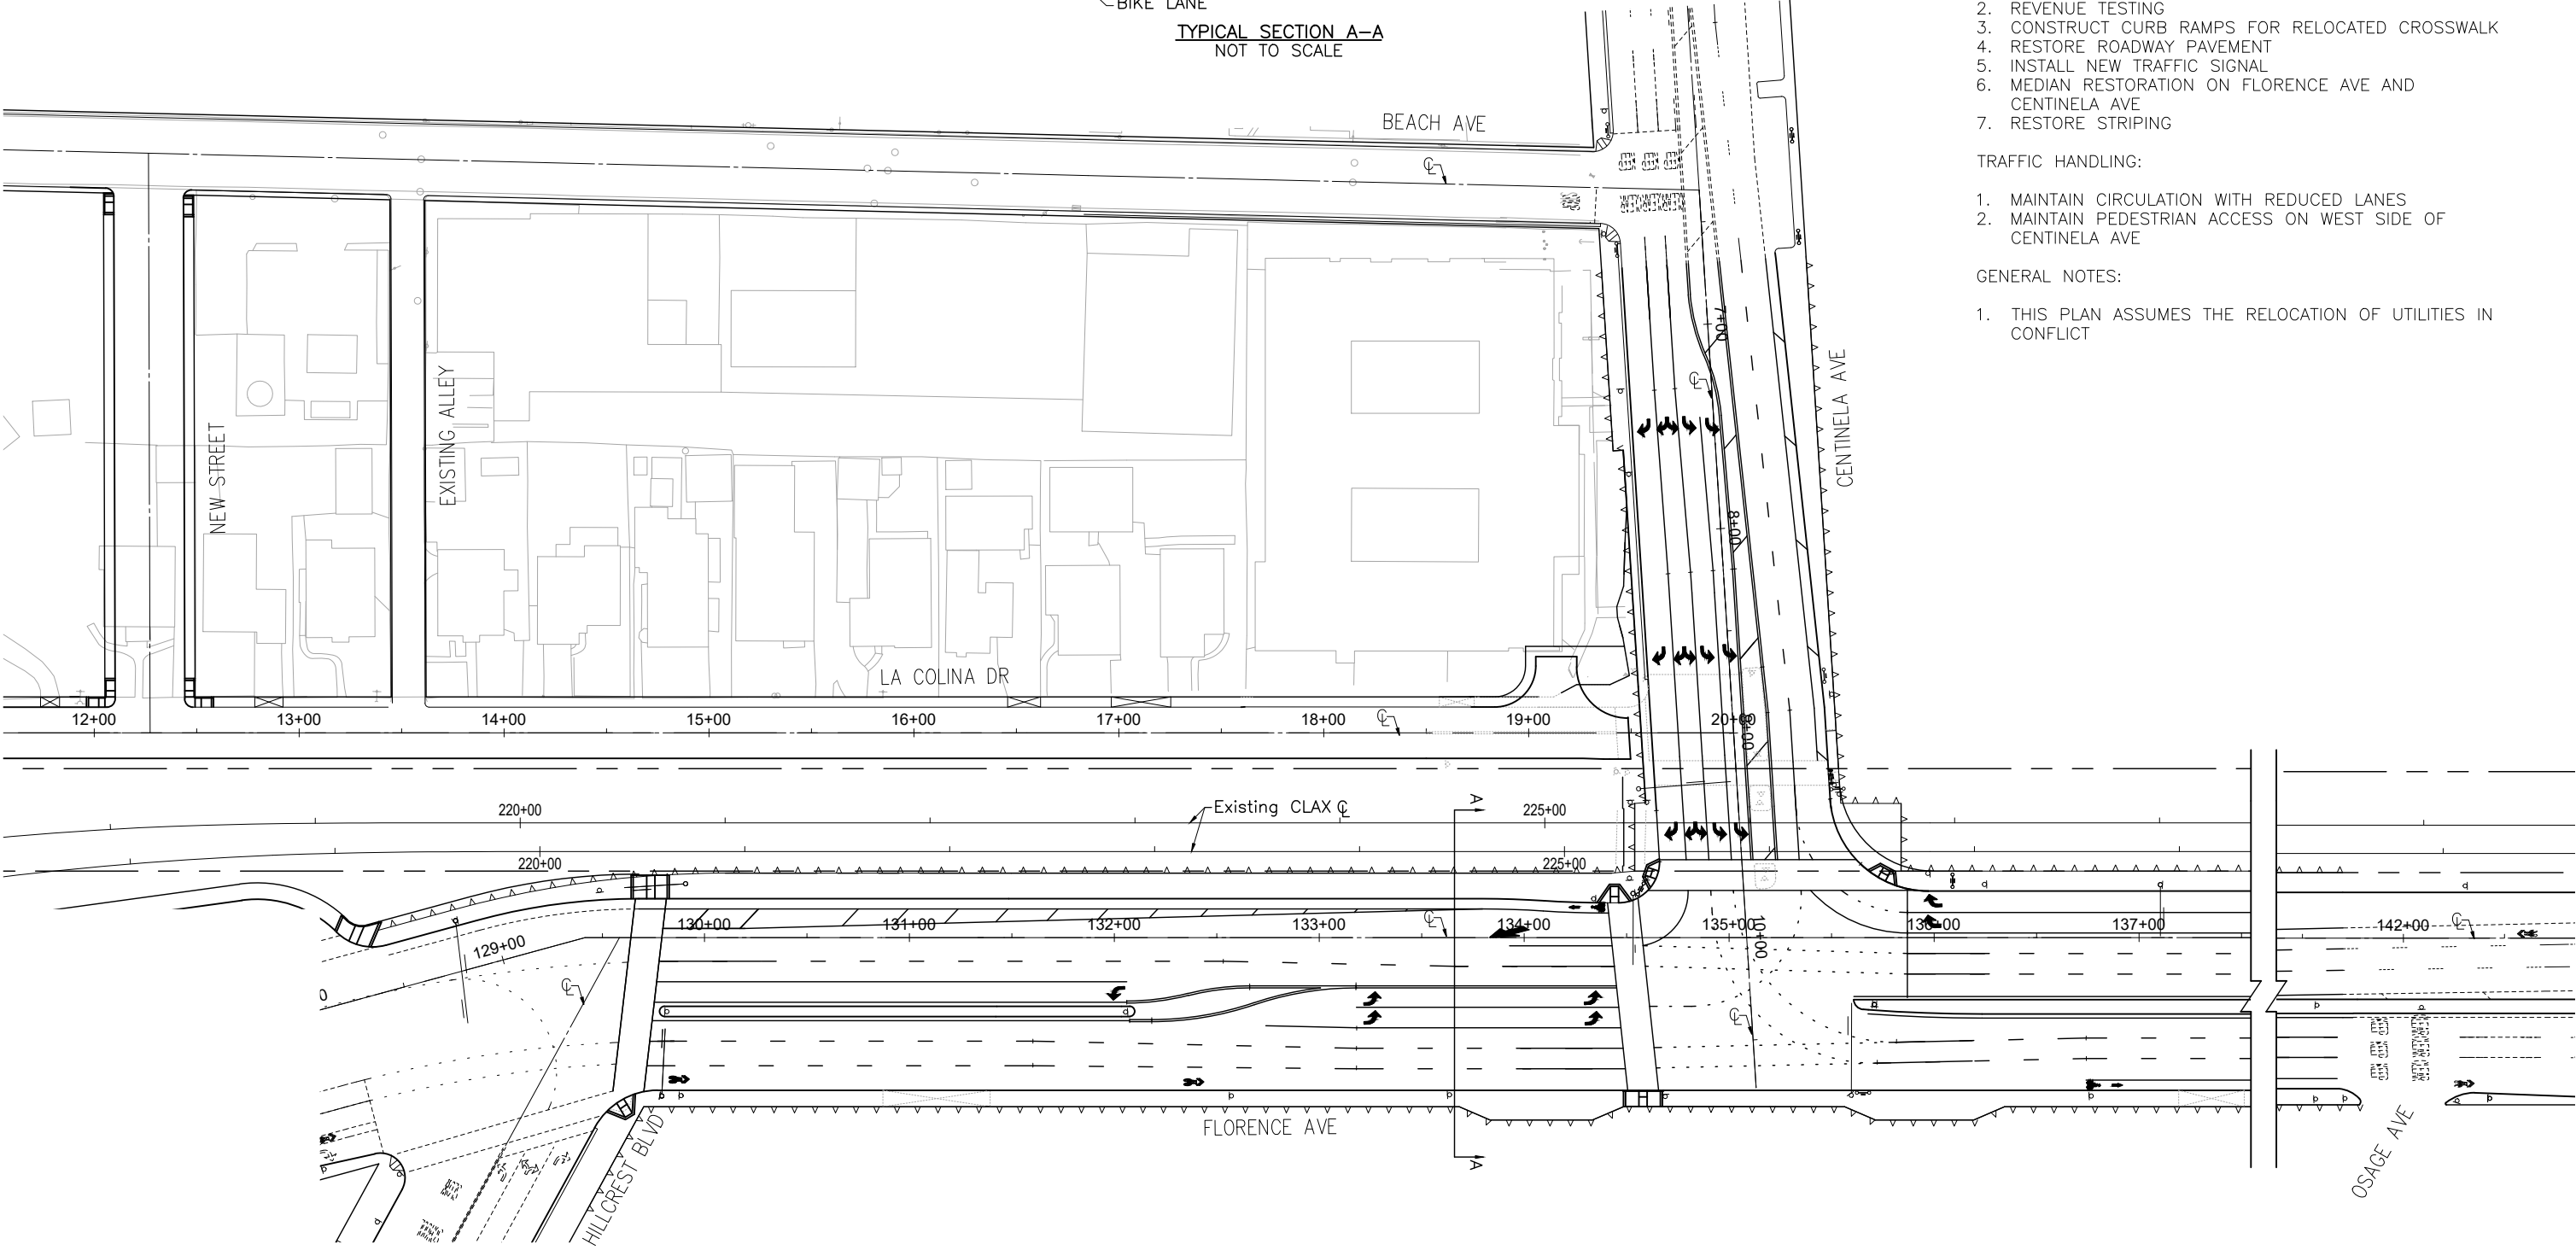 BIKE LANE
TYPICAL SECTION A–A
NOT TO SCALE
2. REVENUE TESTING
3. CONSTRUCT CURB RAMPS FOR RELOCATED CROSSWALK
4. RESTORE ROADWAY PAVEMENT
5. INSTALL NEW TRAFFIC SIGNAL
6. MEDIAN RESTORATION ON FLORENCE AVE AND
CENTINELA AVE
7. RESTORE STRIPING
TRAFFIC HANDLING:
1. MAINTAIN CIRCULATION WITH REDUCED LANES
2. MAINTAIN PEDESTRIAN ACCESS ON WEST SIDE OF
CENTINELA AVE
GENERAL NOTES:
1. THIS PLAN ASSUMES THE RELOCATION OF UTILITIES IN
CONFLICT
BEACH AVE
NEW STREET
EXISTING ALLEY
CENTINELA AVE
7+00
8+00
LA COLINA DR
12+00
13+00
14+00
15+00
16+00
17+00
18+00
19+00
20+00
220+00
Existing CLAX ℄
A
225+00
220+00
225+00
129+00
130+00
131+00
132+00
133+00
134+00
135+00
10+00
136+00
137+00
142+00
FLORENCE AVE
A
HILLCREST BLVD
OSAGE AVE